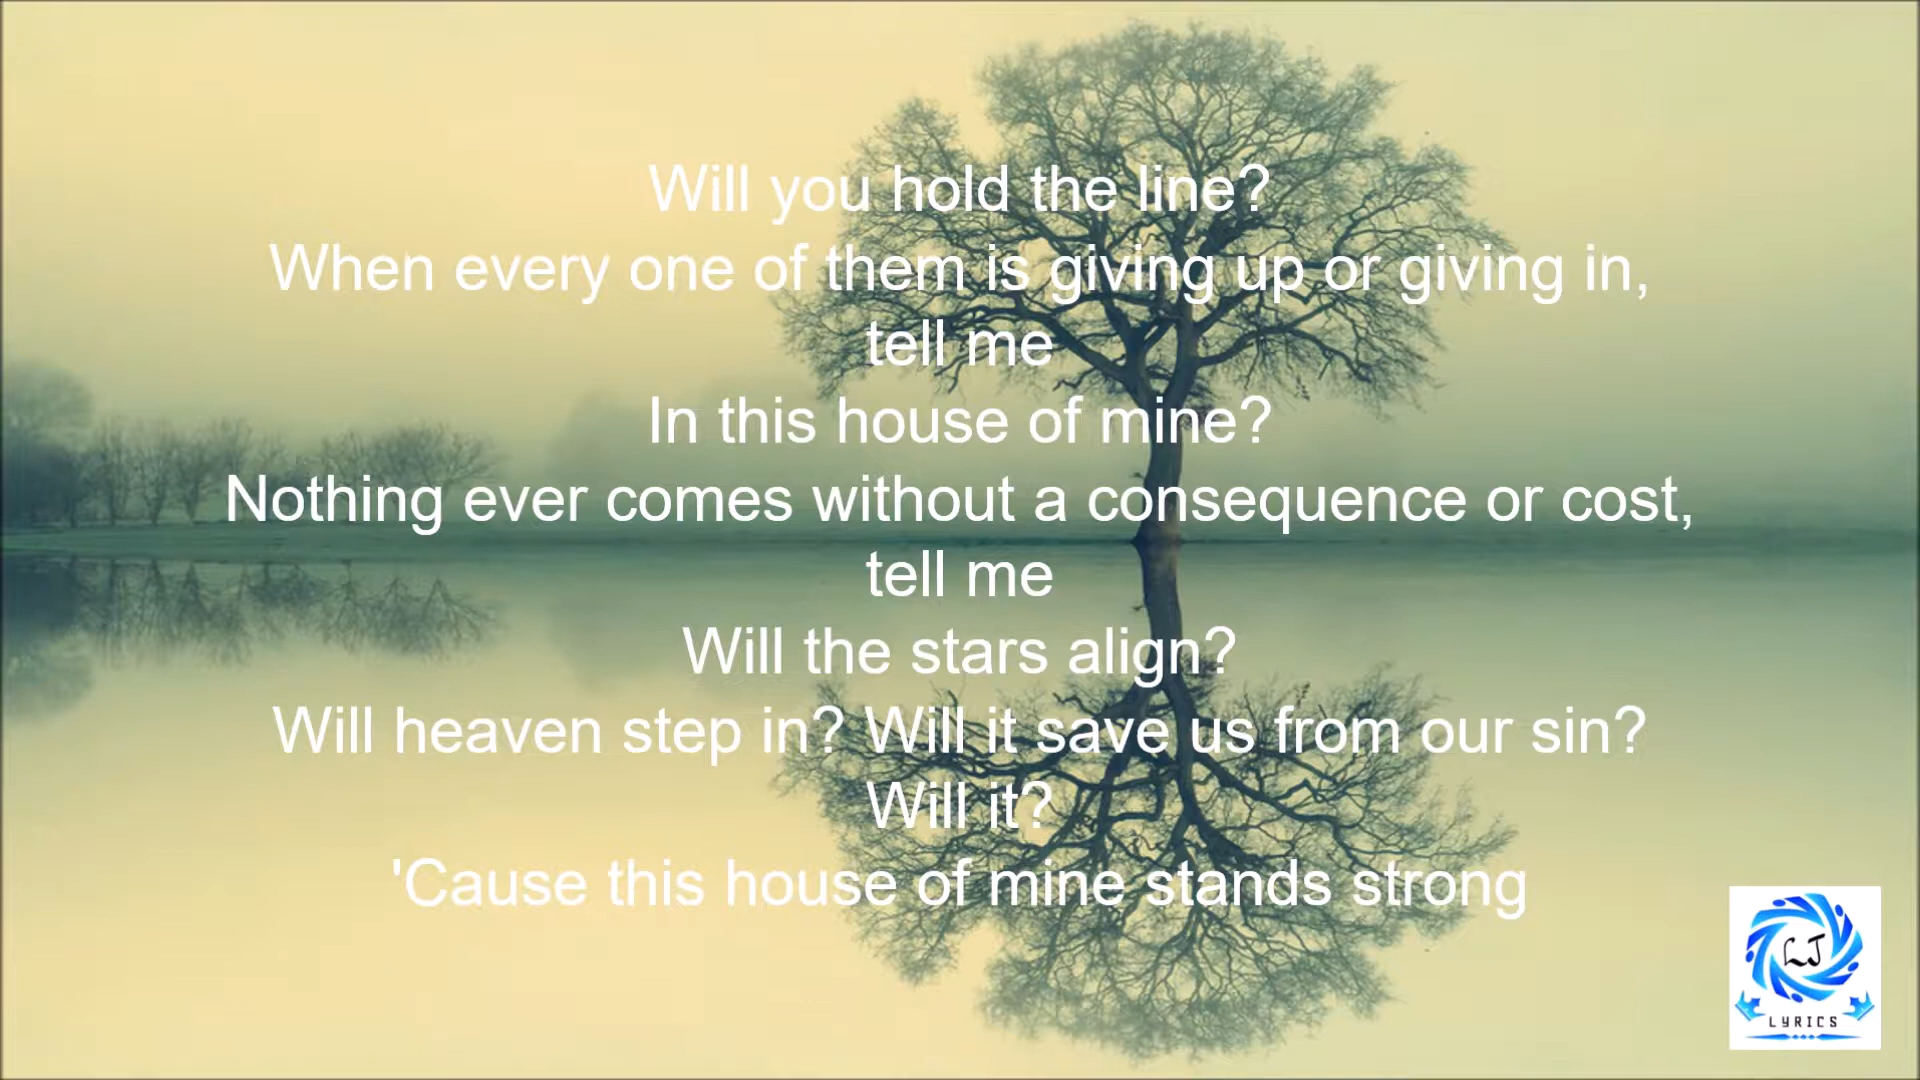 Will you hold the line?
When every one of them is giving up or giving in,
tell me
In this house of mine?
Nothing ever comes without a consequence or cost,
tell me
Will the stars align?
Will heaven step in? Will it save us from our sin?
Will it?
'Cause this house of mine stands strong
LJ
LYRICS